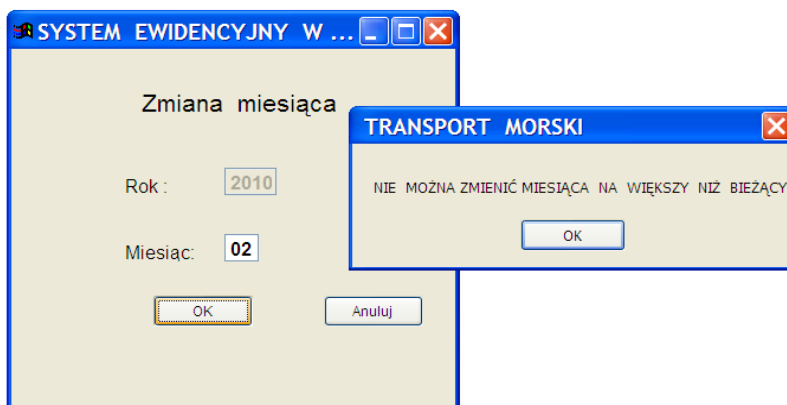 SYSTEM EWIDENCYJNY W ...
Zmiana miesiąca
Rok :
2010
Miesiąc:
02
OK
Anuluj
TRANSPORT MORSKI
NIE MOŻNA ZMIENIĆ MIESIĄCA NA WIĘKSZY NIŻ BIEŻĄCY
OK